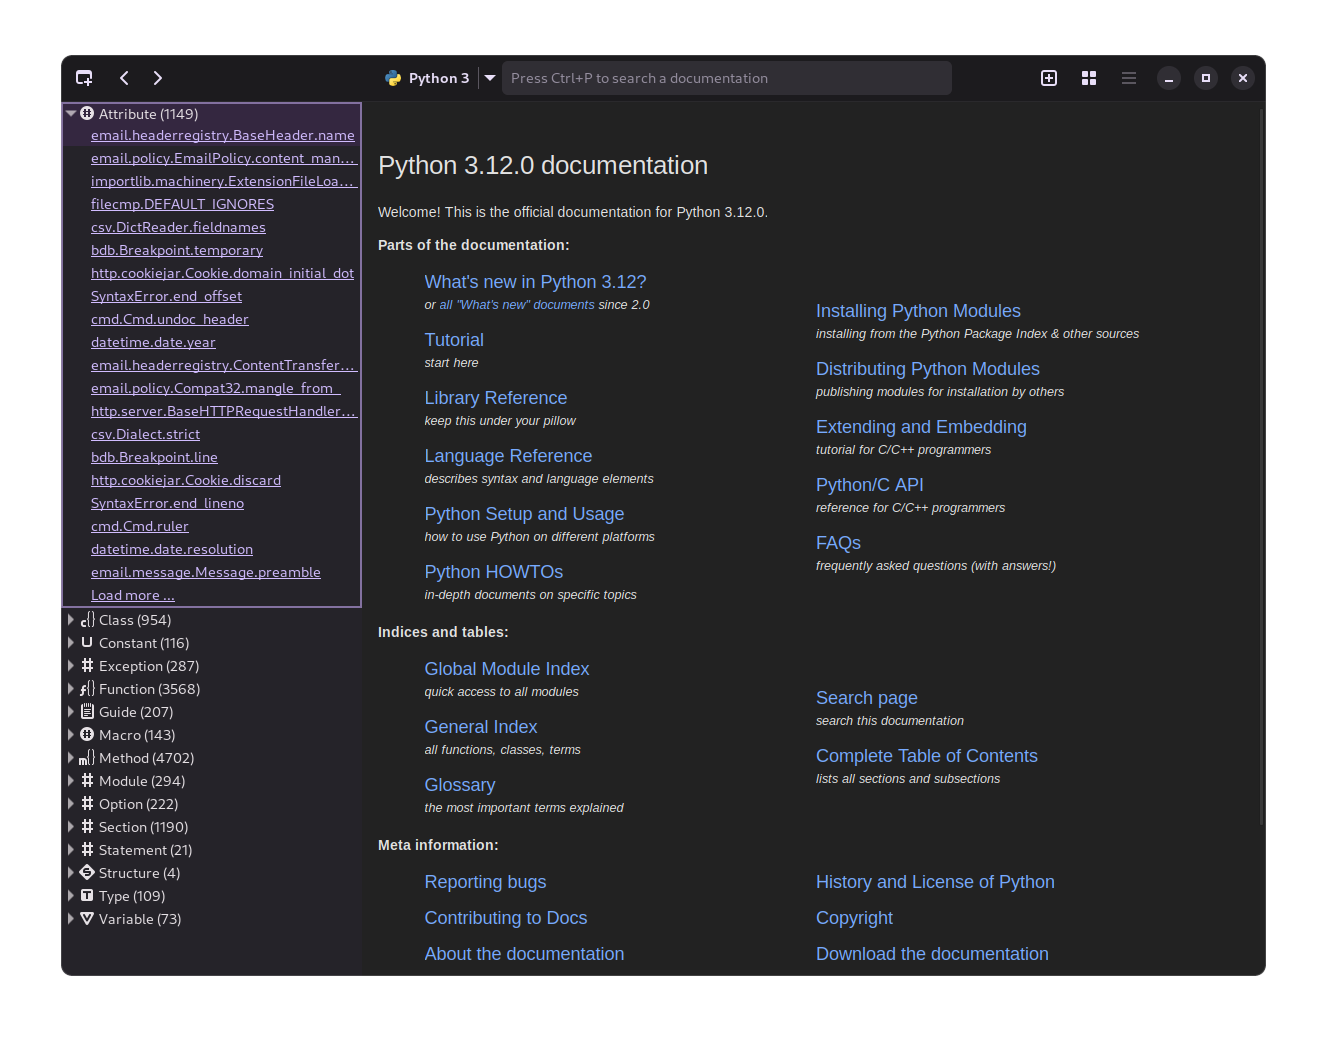 Python 3
Press Ctrl+P to search a documentation
Attribute (1149)
email.headerregistry.BaseHeader.name
email.policy.EmailPolicy.content_man...
importlib.machinery.ExtensionFileLoa...
filecmp.DEFAULT_IGNORES
csv.DictReader.fieldnames
bdb.Breakpoint.temporary
http.cookiejar.Cookie.domain_initial_dot
SyntaxError.end_offset
cmd.Cmd.undoc_header
datetime.date.year
email.headerregistry.ContentTransfer...
email.policy.Compat32.mangle_from_
http.server.BaseHTTPRequestHandler...
csv.Dialect.strict
bdb.Breakpoint.line
http.cookiejar.Cookie.discard
SyntaxError.end_lineno
cmd.Cmd.ruler
datetime.date.resolution
email.message.Message.preamble
Load more ...
Class (954)
Constant (116)
Exception (287)
Function (3568)
Guide (207)
Macro (143)
Method (4702)
Module (294)
Option (222)
Section (1190)
Statement (21)
Structure (4)
Type (109)
Variable (73)
Python 3.12.0 documentation
Welcome! This is the official documentation for Python 3.12.0.
Parts of the documentation:
What's new in Python 3.12?
or all "What's new" documents since 2.0
Tutorial
start here
Library Reference
keep this under your pillow
Language Reference
describes syntax and language elements
Python Setup and Usage
how to use Python on different platforms
Python HOWTOs
in-depth documents on specific topics
Installing Python Modules
installing from the Python Package Index & other sources
Distributing Python Modules
publishing modules for installation by others
Extending and Embedding
tutorial for C/C++ programmers
Python/C API
reference for C/C++ programmers
FAQs
frequently asked questions (with answers!)
Indices and tables:
Global Module Index
quick access to all modules
General Index
all functions, classes, terms
Glossary
the most important terms explained
Search page
search this documentation
Complete Table of Contents
lists all sections and subsections
Meta information:
Reporting bugs
Contributing to Docs
About the documentation
History and License of Python
Copyright
Download the documentation